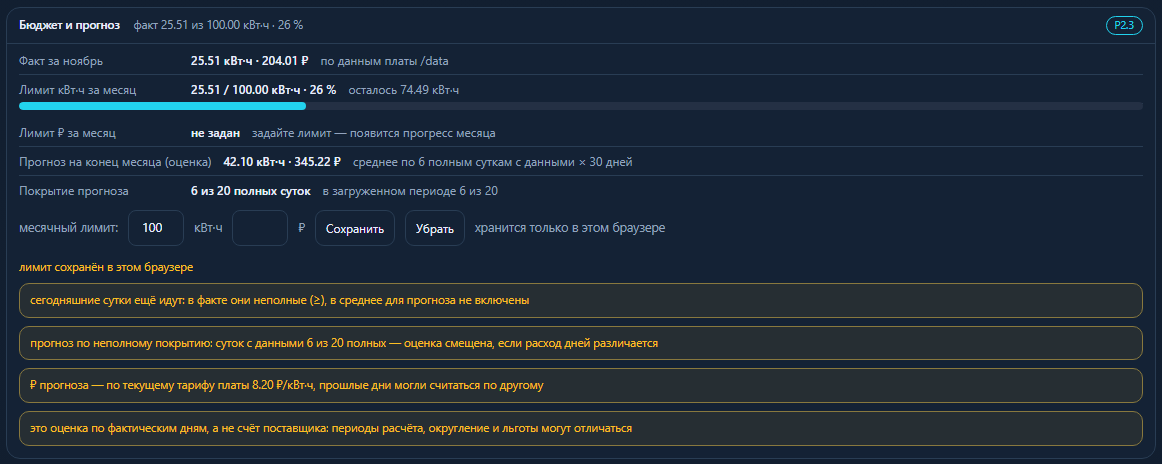 Бюджет и прогноз факт 25.51 из 100.00 кВт·ч · 26 % P2.3
Факт за ноябрь 25.51 кВт·ч · 204.01 ₽ по данным платы /data
Лимит кВт·ч за месяц 25.51 / 100.00 кВт·ч · 26 % осталось 74.49 кВт·ч
Лимит ₽ за месяц не задан задайте лимит — появится прогресс месяца
Прогноз на конец месяца (оценка) 42.10 кВт·ч · 345.22 ₽ среднее по 6 полным суткам с данными × 30 дней
Покрытие прогноза 6 из 20 полных суток в загруженном периоде 6 из 20
месячный лимит: 100 кВт·ч ₽ Сохранить Убрать хранится только в этом браузере
лимит сохранён в этом браузере
сегодняшние сутки ещё идут: в факте они неполные (≥), в среднее для прогноза не включены
прогноз по неполному покрытию: суток с данными 6 из 20 полных — оценка смещена, если расход дней различается
₽ прогноза — по текущему тарифу платы 8.20 ₽/кВт·ч, прошлые дни могли считаться по другому
это оценка по фактическим дням, а не счёт поставщика: периоды расчёта, округление и льготы могут отличаться